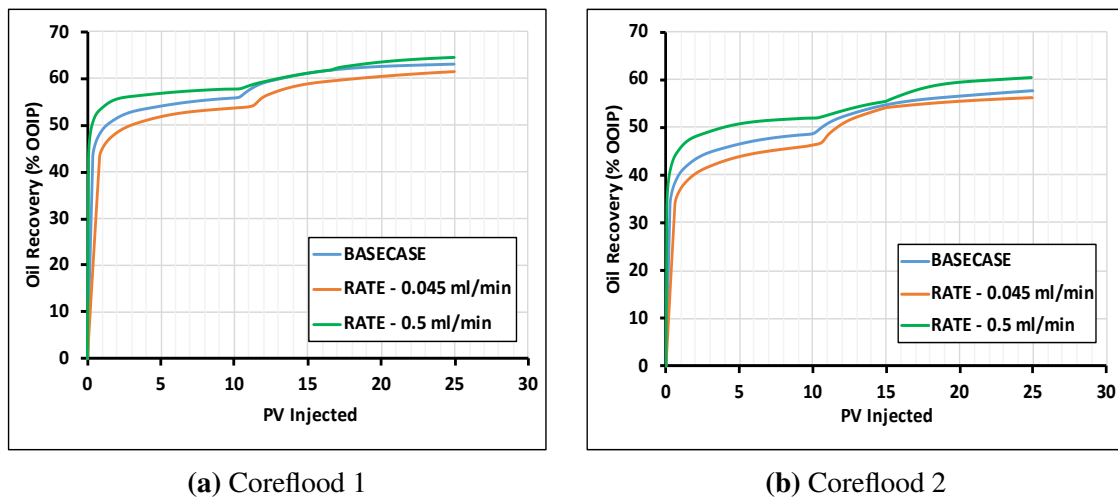 Oil Recovery (% OOIP)
70
60
50
40
30
20
10
0
BASECASE
RATE - 0.045 ml/min
RATE - 0.5 ml/min
0 5 10 15 20 25 30
PV Injected
(a) Coreflood 1
Oil Recovery (% OOIP)
70
60
50
40
30
20
10
0
BASECASE
RATE - 0.045 ml/min
RATE - 0.5 ml/min
0 5 10 15 20 25 30
PV Injected
(b) Coreflood 2